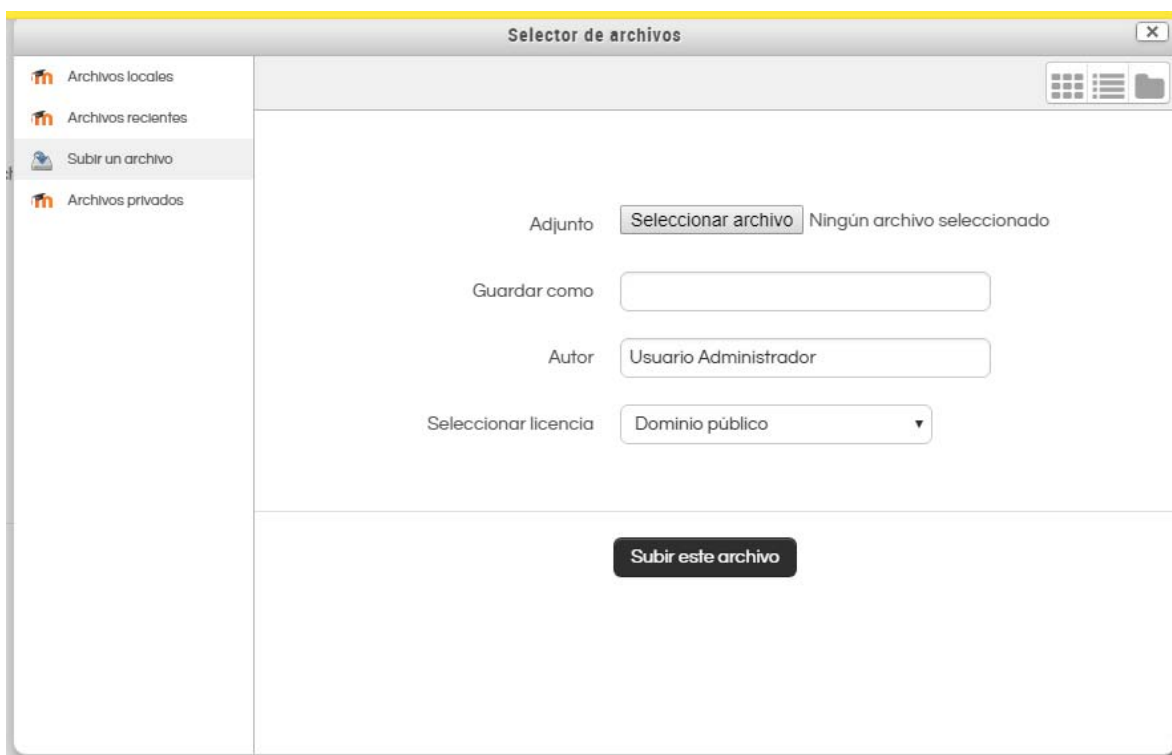 Selector de archivos
Archivos locales
Archivos recientes
Subir un archivo
Archivos privados
Adjunto
Seleccionar archivo Ningún archivo seleccionado
Guardar como
Autor
Usuario Administrador
Seleccionar licencia
Dominio público
Subir este archivo